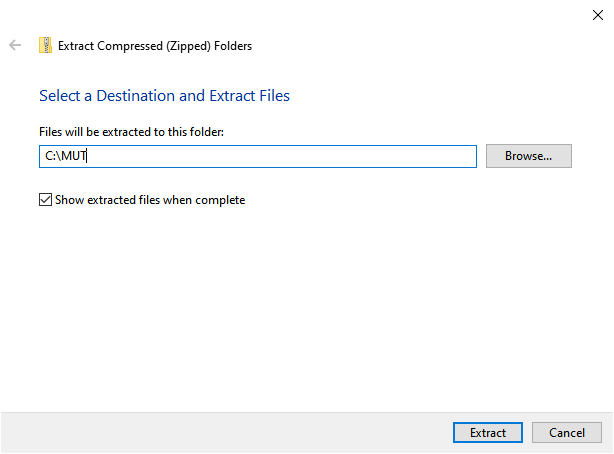 Extract Compressed (Zipped) Folders
Select a Destination and Extract Files
Files will be extracted to this folder:
C:\MUT
Browse...
Show extracted files when complete
Extract
Cancel